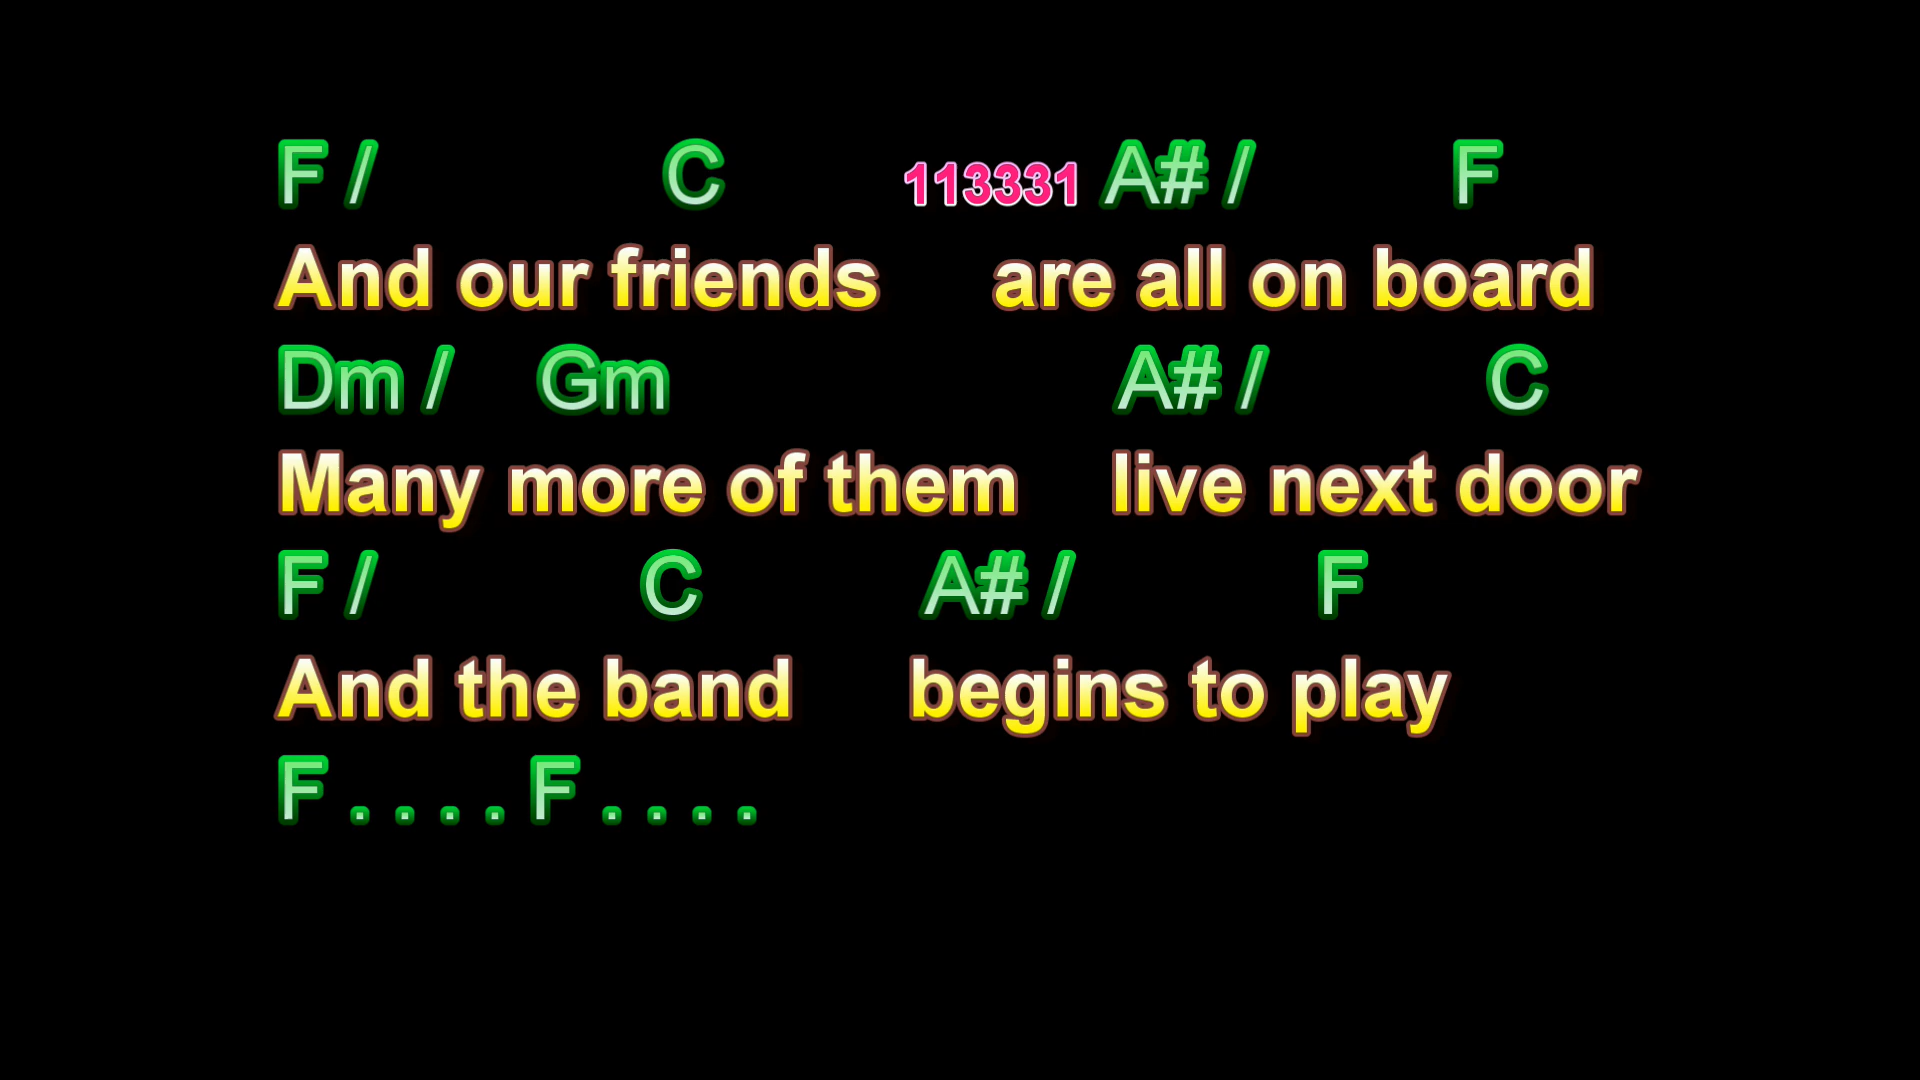 F / C 113331 A# / F
And our friends are all on board
Dm / Gm A# / C
Many more of them live next door
F / C A# / F
And the band begins to play
F . . . . F . . . .